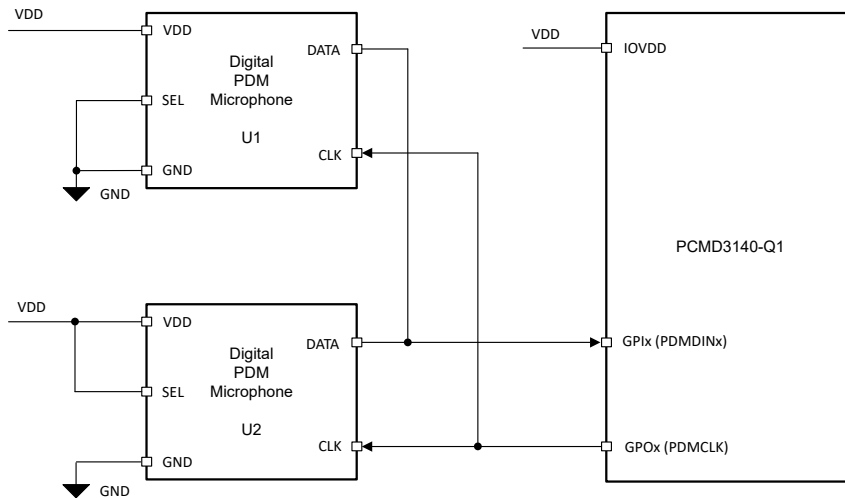 VDD
VDD
SEL
GND
GND
Digital
PDM
Microphone
U1
DATA
CLK
VDD
VDD
SEL
GND
GND
Digital
PDM
Microphone
U2
DATA
CLK
VDD
IOVDD
PCMD3140-Q1
GPIx (PDMDINx)
GPOx (PDMCLK)